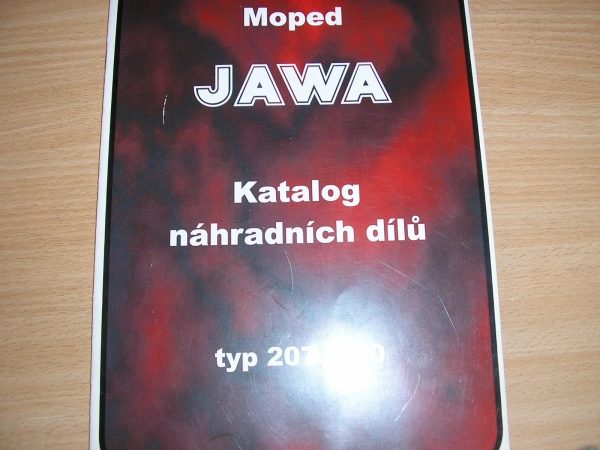 Moped
JAWA
Katalog
náhradních dílů
typ